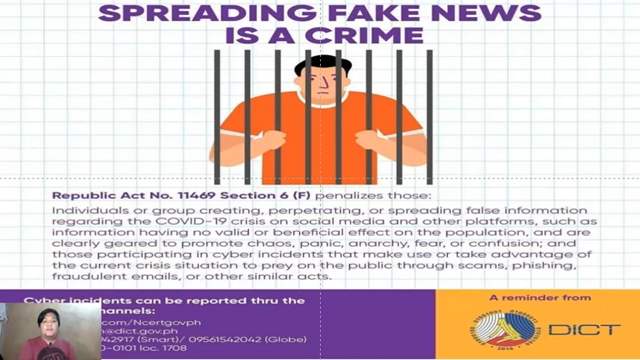 SPREADING FAKE NEWS
IS A CRIME
Republic Act No. 11469 Section 6 (F) penalizes those:
Individuals or group creating, perpetrating, or spreading false information
regarding the COVID-19 crisis on social media and other platforms, such as
information having no valid or beneficial effect on the population, and are
clearly geared to promote chaos, panic, anarchy, fear, or confusion; and
those participating in cyber incidents that make use or take advantage of
the current crisis situation to prey on the public through scams, phishing,
fraudulent emails, or other similar acts.
Cyber incidents can be reported thru the
hannels:
com/Ncertgovph
@dict.gov.ph
42917 (Smart)/ 09561542042 (Globe)
0-0101 loc. 1708
A reminder from
DICT